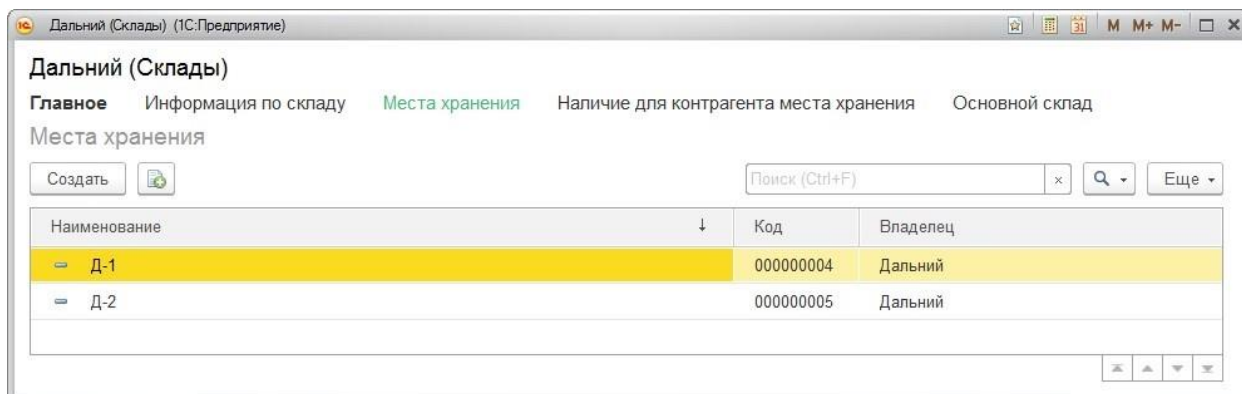 Дальний (Склады) (1С:Предприятие) 31 M M+ M-
Дальний (Склады)
Главное Информация по складу Места хранения Наличие для контрагента места хранения Основной склад
Места хранения
Создать Поиск (Ctrl+F) × Еще
Наименование ↓ Код Владелец
Д-1 000000004 Дальний
Д-2 000000005 Дальний